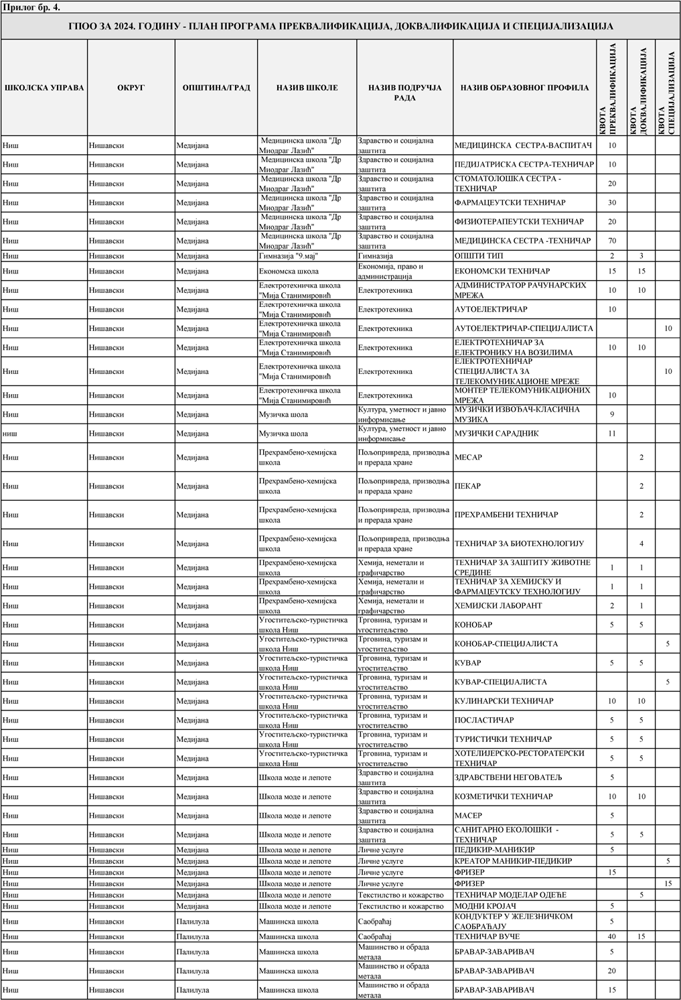 Прилог бр. 4.
ГПОО ЗА 2024. ГОДИНУ - ПЛАН ПРОГРАМА ПРЕКВАЛИФИКАЦИЈА, ДОКВАЛИФИКАЦИЈА И СПЕЦИЈАЛИЗАЦИЈА
ШКОЛСКА УПРАВА ОКРУГ ОПШТИНА/ГРАД НАЗИВ ШКОЛЕ НАЗИВ ПОДРУЧЈА РАДА НАЗИВ ОБРАЗОВНОГ ПРОФИЛА КВОТА ПРЕКВАЛИФИКАЦИЈА КВОТА ДОКВАЛИФИКАЦИЈА КВОТА СПЕЦИЈАЛИЗАЦИЈА
Ниш Нишавски Медијана Медицинска школа "Др Миодраг Лазић" Здравство и социјална заштита МЕДИЦИНСКА СЕСТРА-ВАСПИТАЧ 10
Ниш Нишавски Медијана Медицинска школа "Др Миодраг Лазић" Здравство и социјална заштита ПЕДИЈАТРИСКА СЕСТРА-ТЕХНИЧАР 10
Ниш Нишавски Медијана Медицинска школа "Др Миодраг Лазић" Здравство и социјална заштита СТОМАТОЛОШКА СЕСТРА - ТЕХНИЧАР 20
Ниш Нишавски Медијана Медицинска школа "Др Миодраг Лазић" Здравство и социјална заштита ФАРМАЦЕУТСКИ ТЕХНИЧАР 30
Ниш Нишавски Медијана Медицинска школа "Др Миодраг Лазић" Здравство и социјална заштита ФИЗИОТЕРАПЕУТСКИ ТЕХНИЧАР 20
Ниш Нишавски Медијана Медицинска школа "Др Миодраг Лазић" Здравство и социјална заштита МЕДИЦИНСКА СЕСТРА -ТЕХНИЧАР 70
Ниш Нишавски Медијана Гимназија "9.мај" Гимназија ОПШТИ ТИП 2 3
Ниш Нишавски Медијана Економска школа Економија, право и администрација ЕКОНОМСКИ ТЕХНИЧАР 15 15
Ниш Нишавски Медијана Електротехничка школа "Мија Станимировић Електротехника АДМИНИСТРАТОР РАЧУНАРСКИХ МРЕЖА 10 10
Ниш Нишавски Медијана Електротехничка школа "Мија Станимировић Електротехника АУТОЕЛЕКТРИЧАР 10
Ниш Нишавски Медијана Електротехничка школа "Мија Станимировић Електротехника АУТОЕЛЕКТРИЧАР-СПЕЦИЈАЛИСТА 10
Ниш Нишавски Медијана Електротехничка школа "Мија Станимировић Електротехника ЕЛЕКТРОТЕХНИЧАР ЗА ЕЛЕКТРОНИКУ НА ВОЗИЛИМА 10 10
Ниш Нишавски Медијана Електротехничка школа "Мија Станимировић Електротехника ЕЛЕКТРОТЕХНИЧАР СПЕЦИЈАЛИСТА ЗА ТЕЛЕКОМУНИКАЦИОНЕ МРЕЖЕ 10
Ниш Нишавски Медијана Електротехничка школа "Мија Станимировић Електротехника МОНТЕР ТЕЛЕКОМУНИКАЦИОНИХ МРЕЖА 10
Ниш Нишавски Медијана Музичка шола Култура, уметност и јавно информисање МУЗИЧКИ ИЗВОЂАЧ-КЛАСИЧНА МУЗИКА 9
ниш Нишавски Медијана Музичка шола Култура, уметност и јавно информисање МУЗИЧКИ САРАДНИК 11
Ниш Нишавски Медијана Прехрамбено-хемијска школа Пољопривреда, призводња и прерада хране МЕСАР 2
Ниш Нишавски Медијана Прехрамбено-хемијска школа Пољопривреда, призводња и прерада хране ПЕКАР 2
Ниш Нишавски Медијана Прехрамбено-хемијска школа Пољопривреда, призводња и прерада хране ПРЕХРАМБЕНИ ТЕХНИЧАР 2
Ниш Нишавски Медијана Прехрамбено-хемијска школа Пољопривреда, призводња и прерада хране ТЕХНИЧАР ЗА БИОТЕХНОЛОГИЈУ 4
Ниш Нишавски Медијана Прехрамбено-хемијска школа Хемија, неметали и графичарство ТЕХНИЧАР ЗА ЗАШТИТУ ЖИВОТНЕ СРЕДИНЕ 1 1
Ниш Нишавски Медијана Прехрамбено-хемијска школа Хемија, неметали и графичарство ТЕХНИЧАР ЗА ХЕМИЈСКУ И ФАРМАЦЕУТСКУ ТЕХНОЛОГИЈУ 1 1
Ниш Нишавски Медијана Прехрамбено-хемијска школа Хемија, неметали и графичарство ХЕМИЈСКИ ЛАБОРАНТ 2 1
Ниш Нишавски Медијана Угоститељско-туристичка школа Ниш Трговина, туризам и угоститељство КОНОБАР 5 5
Ниш Нишавски Медијана Угоститељско-туристичка школа Ниш Трговина, туризам и угоститељство КОНОБАР-СПЕЦИЈАЛИСТА 5
Ниш Нишавски Медијана Угоститељско-туристичка школа Ниш Трговина, туризам и угоститељство КУВАР 5 5
Ниш Нишавски Медијана Угоститељско-туристичка школа Ниш Трговина, туризам и угоститељство КУВАР-СПЕЦИЈАЛИСТА 5
Ниш Нишавски Медијана Угоститељско-туристичка школа Ниш Трговина, туризам и угоститељство КУЛИНАРСКИ ТЕХНИЧАР 10 10
Ниш Нишавски Медијана Угоститељско-туристичка школа Ниш Трговина, туризам и угоститељство ПОСЛАСТИЧАР 5 5
Ниш Нишавски Медијана Угоститељско-туристичка школа Ниш Трговина, туризам и угоститељство ТУРИСТИЧКИ ТЕХНИЧАР 5 5
Ниш Нишавски Медијана Угоститељско-туристичка школа Ниш Трговина, туризам и угоститељство ХОТЕЛИЈЕРСКО-РЕСТОРАТЕРСКИ ТЕХНИЧАР 5 5
Ниш Нишавски Медијана Школа моде и лепоте Здравство и социјална заштита ЗДРАВСТВЕНИ НЕГОВАТЕЉ 5
Ниш Нишавски Медијана Школа моде и лепоте Здравство и социјална заштита КОЗМЕТИЧКИ ТЕХНИЧАР 10 10
Ниш Нишавски Медијана Школа моде и лепоте Здравство и социјална заштита МАСЕР 5
Ниш Нишавски Медијана Школа моде и лепоте Здравство и социјална заштита САНИТАРНО ЕКОЛОШКИ - ТЕХНИЧАР 5 5
Ниш Нишавски Медијана Школа моде и лепоте Личне услуге ПЕДИКИР-МАНИКИР 5
Ниш Нишавски Медијана Школа моде и лепоте Личне услуге КРЕАТОР МАНИКИР-ПЕДИКИР 5
Ниш Нишавски Медијана Школа моде и лепоте Личне услуге ФРИЗЕР 15
Ниш Нишавски Медијана Школа моде и лепоте Личне услуге ФРИЗЕР 15
Ниш Нишавски Медијана Школа моде и лепоте Текстилство и кожарство ТЕХНИЧАР МОДЕЛАР ОДЕЋЕ 5
Ниш Нишавски Медијана Школа моде и лепоте Текстилство и кожарство МОДНИ КРОЈАЧ 5
Ниш Нишавски Палилула Машинска школа Саобраћај КОНДУКТЕР У ЖЕЛЕЗНИЧКОМ САОБРАЋАЈУ 5
Ниш Нишавски Палилула Машинска школа Саобраћај ТЕХНИЧАР ВУЧЕ 40 15
Ниш Нишавски Палилула Машинска школа Машинство и обрада метала БРАВАР-ЗАВАРИВАЧ 5
Ниш Нишавски Палилула Машинска школа Машинство и обрада метала БРАВАР-ЗАВАРИВАЧ 20
Ниш Нишавски Палилула Машинска школа Машинство и обрада метала БРАВАР-ЗАВАРИВАЧ 15